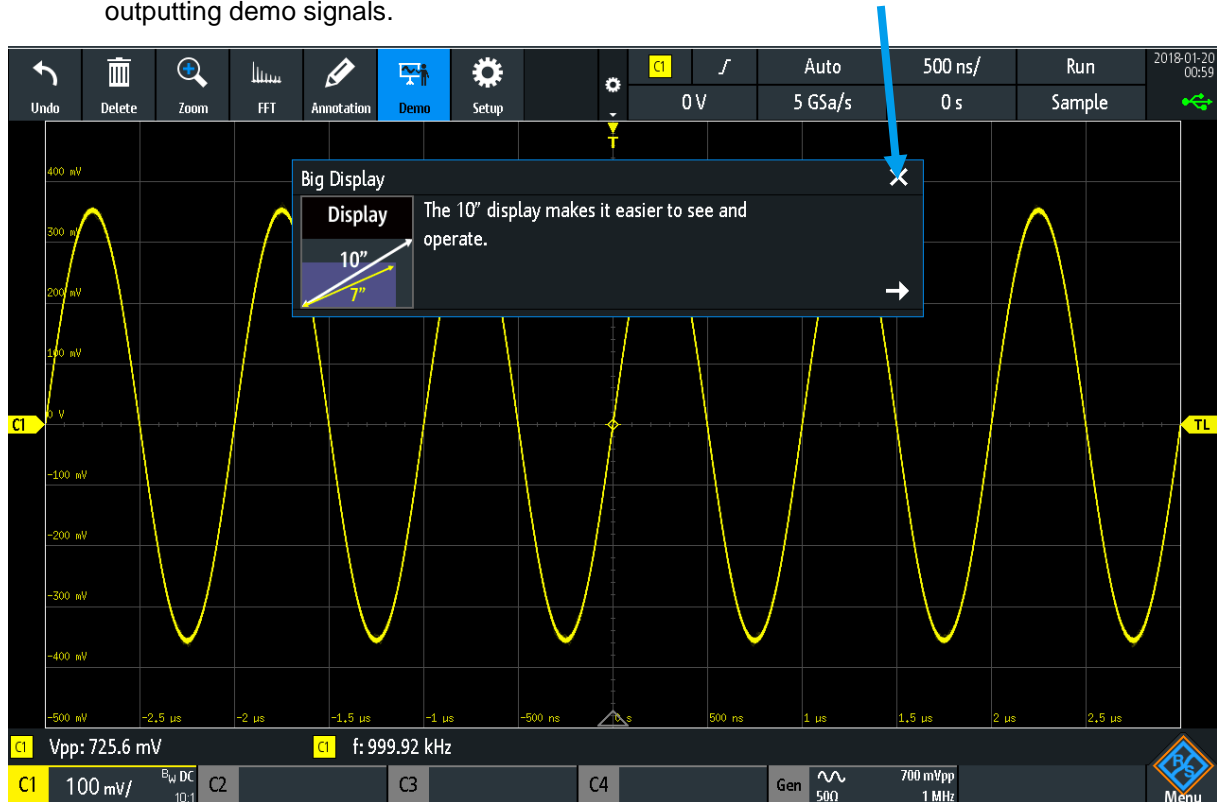 outputting demo signals.
Undo
Delete
Zoom
FFT
Annotation
Demo
Setup
C1
Auto
500 ns/
Run
2018-01-20
00:59
0 V
5 GSa/s
0 s
Sample
T
400 mV
Big Display
Display
The 10” display makes it easier to see and
operate.
10”
7”
300 mV
200 mV
100 mV
0 V
C1
TL
-100 mV
-200 mV
-300 mV
-400 mV
-500 mV
-2.5 µs
-2 µs
-1.5 µs
-1 µs
-500 ns
0 s
500 ns
1 µs
1.5 µs
2 µs
2.5 µs
C1 Vpp: 725.6 mV
C1 f: 999.92 kHz
C1
100 mV/
BW DC
10:1
C2
C3
C4
Gen
50Ω
700 mVpp
1 MHz
R&S
Menu